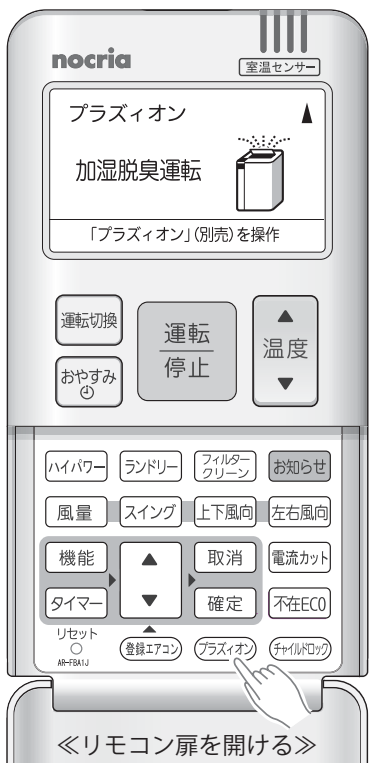 nocria
室温センサー
プラズィオン
加湿脱臭運転
「プラズィオン」(別売)を操作
運転切換
運転
停止
温度
おやすみ
ハイパワー ランドリー フィルター
クリーン お知らせ
風量 スイング 上下風向 左右風向
機能 取消 電流カット
タイマー 確定 不在ECO
リセット
AR-FBA1J
登録エアコン プラズィオン チャイルドロック
≪リモコン扉を開ける≫